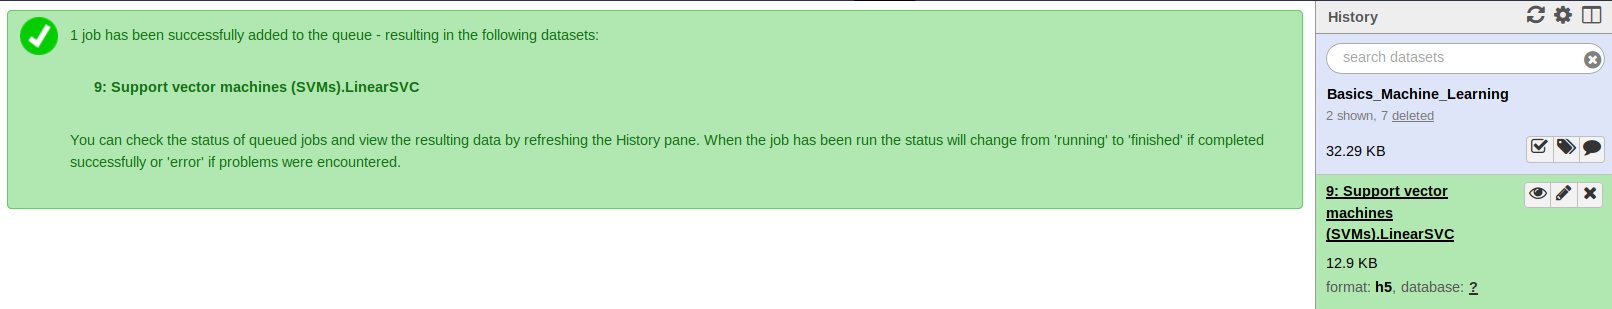 1 job has been successfully added to the queue - resulting in the following datasets:
9: Support vector machines (SVMs).LinearSVC
You can check the status of queued jobs and view the resulting data by refreshing the History pane. When the job has been run the status will change from 'running' to 'finished' if completed
successfully or 'error' if problems were encountered.
History
search datasets
Basics_Machine_Learning
2 shown, 7 deleted
32.29 KB
9: Support vector
machines
(SVMs).LinearSVC
12.9 KB
format: h5, database: ?